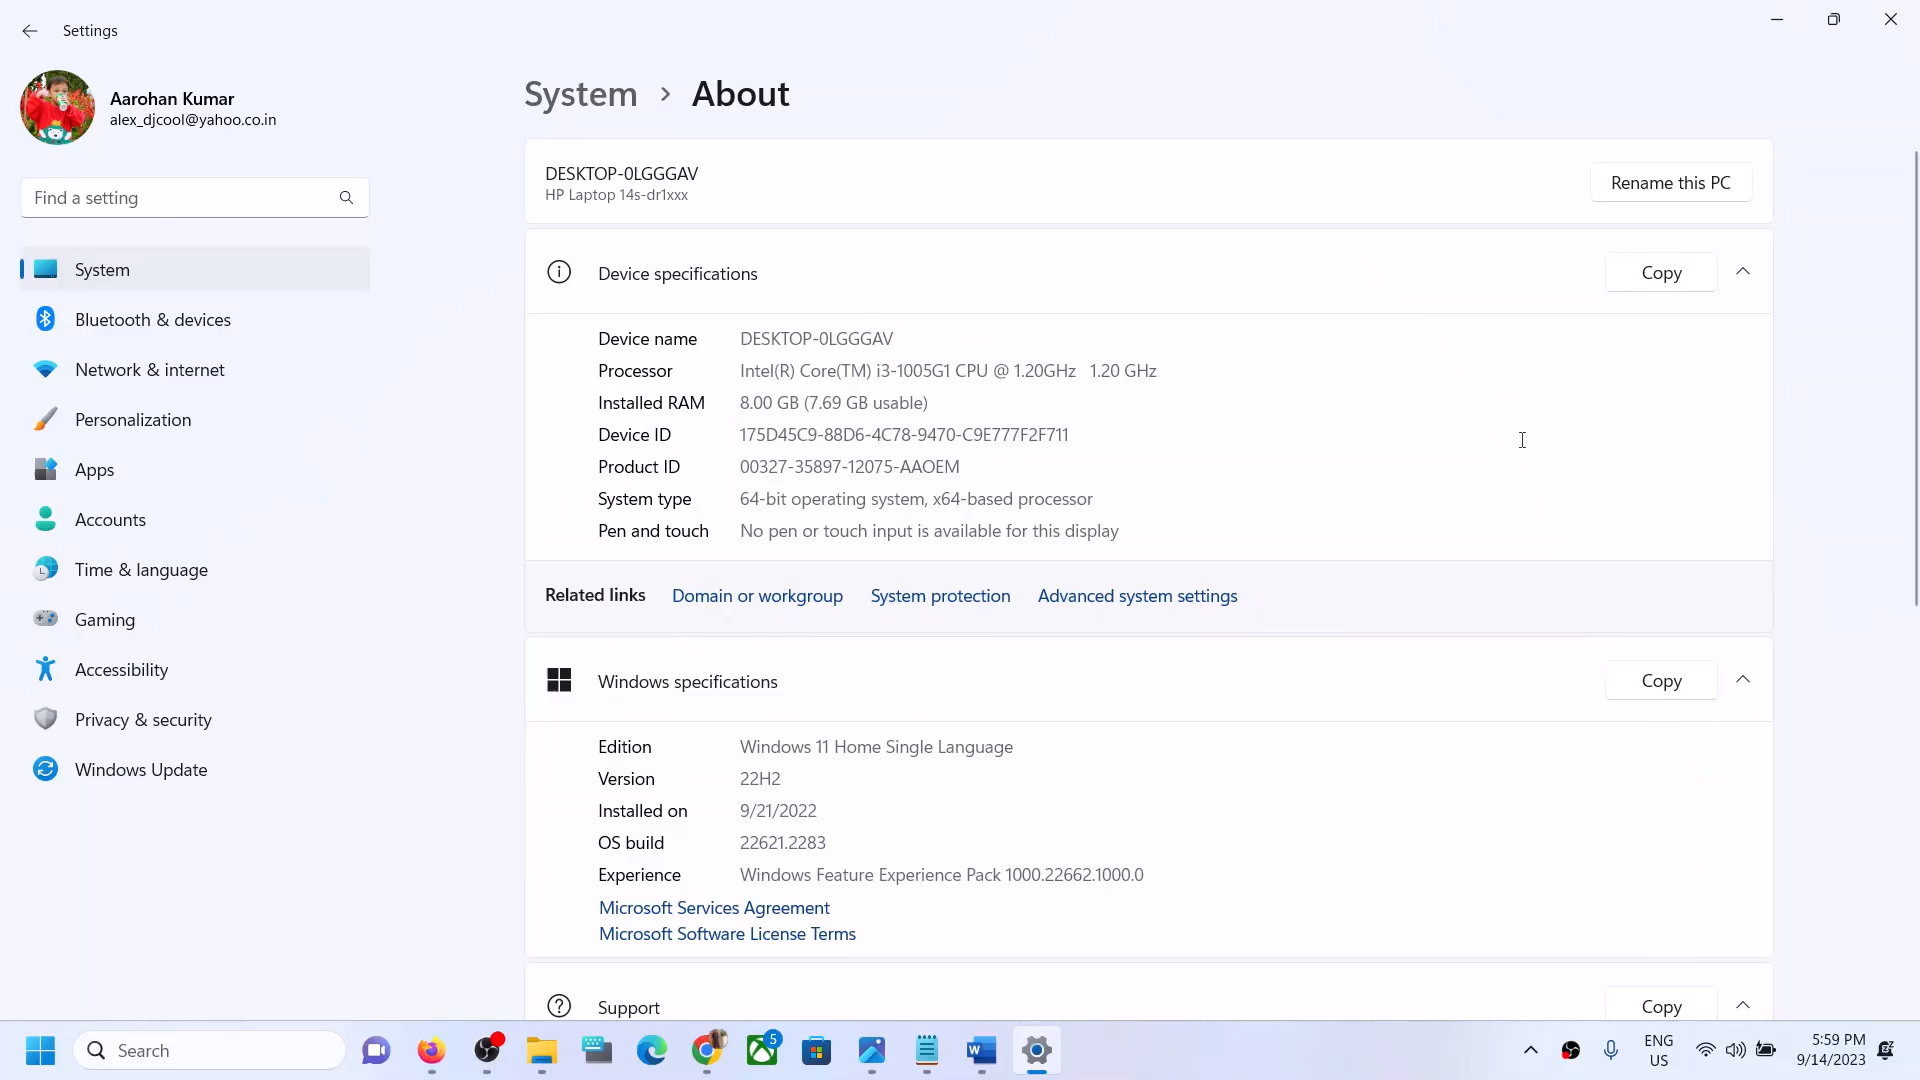 Settings
Aarohan Kumar
alex_djcool@yahoo.co.in
Find a setting
System
Bluetooth & devices
Network & internet
Personalization
Apps
Accounts
Time & language
Gaming
Accessibility
Privacy & security
Windows Update
System > About
DESKTOP-0LGGGAV
HP Laptop 14s-dr1xxx
Rename this PC
Device specifications
Copy
Device name DESKTOP-0LGGGAV
Processor Intel(R) Core(TM) i3-1005G1 CPU @ 1.20GHz 1.20 GHz
Installed RAM 8.00 GB (7.69 GB usable)
Device ID 175D45C9-88D6-4C78-9470-C9E777F2F711
Product ID 00327-35897-12075-AAOEM
System type 64-bit operating system, x64-based processor
Pen and touch No pen or touch input is available for this display
Related links Domain or workgroup System protection Advanced system settings
Windows specifications
Copy
Edition Windows 11 Home Single Language
Version 22H2
Installed on 9/21/2022
OS build 22621.2283
Experience Windows Feature Experience Pack 1000.22662.1000.0
Microsoft Services Agreement
Microsoft Software License Terms
Support
Copy
Search
5
W
ENG
US
5:59 PM
9/14/2023